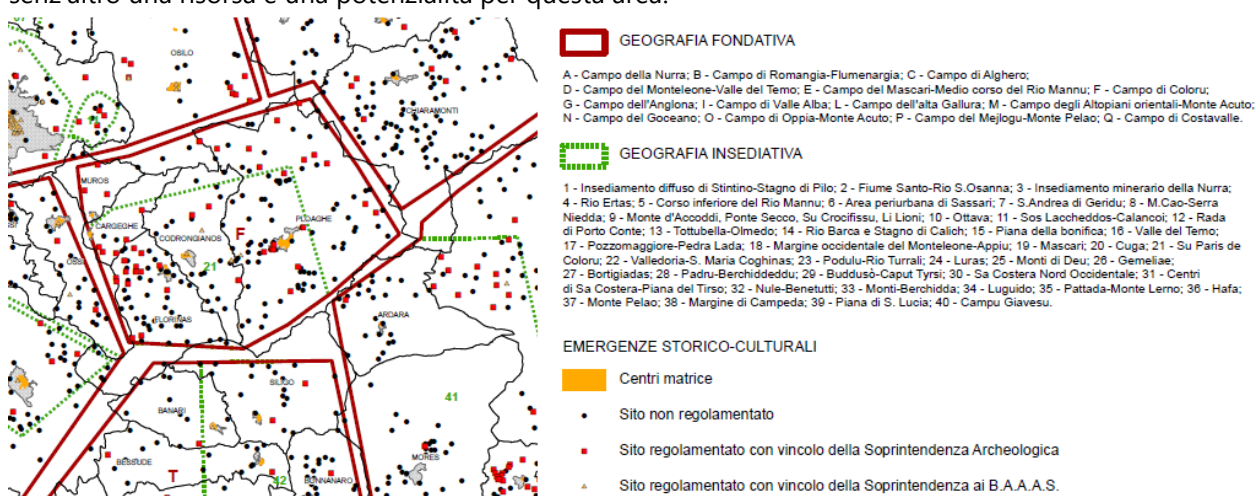 senz'altro una risorsa e una potenzialità per questa area.
OSILO
CHIARAMONTI
MUROS
CARGEGHE
PLOAGHE
CODRONGIANOS
F
21
FLORINAS
ARDARA
SILIGO
41
BANARI
MORES
BESSUDE
T
42
BONNANARO
GEOGRAFIA FONDATIVA
A - Campo della Nurra; B - Campo di Romangia-Flumenargia; C - Campo di Alghero;
D - Campo del Monteleone-Valle del Temo; E - Campo del Mascari-Medio corso del Rio Mannu; F - Campo di Coloru;
G - Campo dell'Anglona; I - Campo di Valle Alba; L - Campo dell'alta Gallura; M - Campo degli Altopiani orientali-Monte Acuto;
N - Campo del Goceano; O - Campo di Oppia-Monte Acuto; P - Campo del Mejlogu-Monte Pelao; Q - Campo di Costavalle.
GEOGRAFIA INSEDIATIVA
1 - Insediamento diffuso di Stintino-Stagno di Pilo; 2 - Fiume Santo-Rio S.Osanna; 3 - Insediamento minerario della Nurra;
4 - Rio Ertas; 5 - Corso inferiore del Rio Mannu; 6 - Area periurbana di Sassari; 7 - S.Andrea di Geridu; 8 - M.Cao-Serra
Niedda; 9 - Monte d'Accoddi, Ponte Secco, Su Crocifissu, Li Lioni; 10 - Ottava; 11 - Sos Laccheddos-Calancoi; 12 - Rada
di Porto Conte; 13 - Tottubella-Olmedo; 14 - Rio Barca e Stagno di Calich; 15 - Piana della bonifica; 16 - Valle del Temo;
17 - Pozzomaggiore-Pedra Lada; 18 - Margine occidentale del Monteleone-Appiu; 19 - Mascari; 20 - Cuga; 21 - Su Paris de
Coloru; 22 - Valledoria-S. Maria Coghinas; 23 - Podulu-Rio Turrali; 24 - Luras; 25 - Monti di Deu; 26 - Gemeliae;
27 - Bortigiadas; 28 - Padru-Berchiddeddu; 29 - Buddusò-Caput Tyrsi; 30 - Sa Costera Nord Occidentale; 31 - Centri
di Sa Costera-Piana del Tirso; 32 - Nule-Benetutti; 33 - Monti-Berchidda; 34 - Luguido; 35 - Pattada-Monte Lerno; 36 - Hafa;
37 - Monte Pelao; 38 - Margine di Campeda; 39 - Piana di S. Lucia; 40 - Campu Giavesu.
EMERGENZE STORICO-CULTURALI
Centri matrice
Sito non regolamentato
Sito regolamentato con vincolo della Soprintendenza Archeologica
Sito regolamentato con vincolo della Soprintendenza ai B.A.A.A.S.